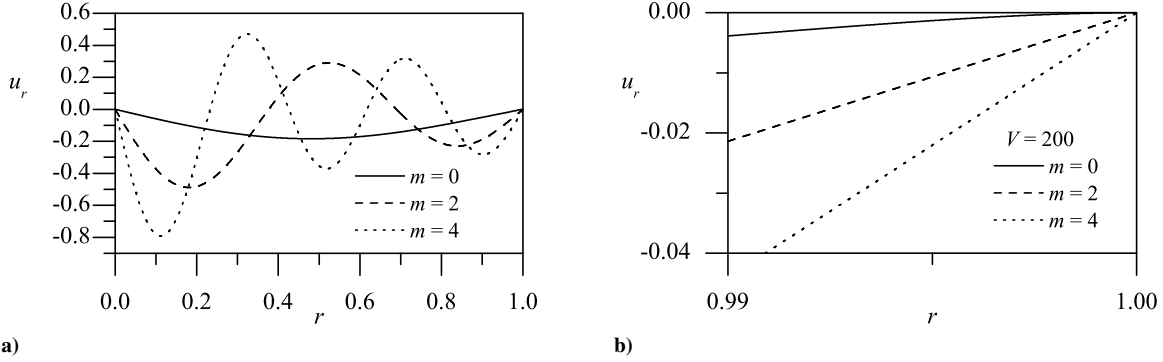 0.6
0.4
0.2
0.0
-0.2
-0.4
-0.6
-0.8
u_r
m = 0
m = 2
m = 4
0.0 0.2 0.4 0.6 0.8 1.0
r
a)
0.00
-0.02
-0.04
u_r
V = 200
m = 0
m = 2
m = 4
0.99 1.00
r
b)